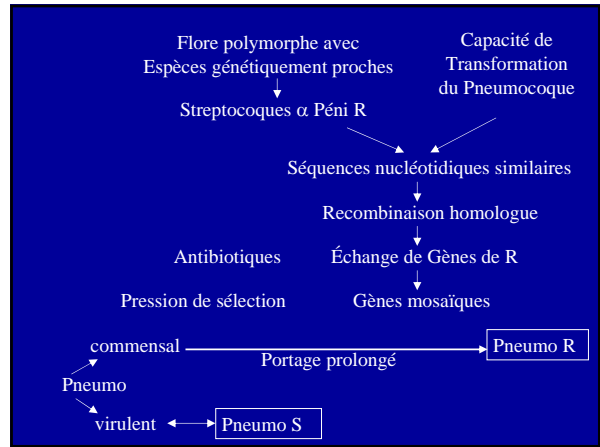 Flore polymorphe avec
Espèces génétiquement proches
Capacité de
Transformation
du Pneumocoque
Streptocoques α Péni R
Séquences nucléotidiques similaires
Recombinaison homologue
Antibiotiques
Échange de Gènes de R
Pression de sélection
Gènes mosaïques
commensal
Portage prolongé
Pneumo R
Pneumo
virulent
Pneumo S